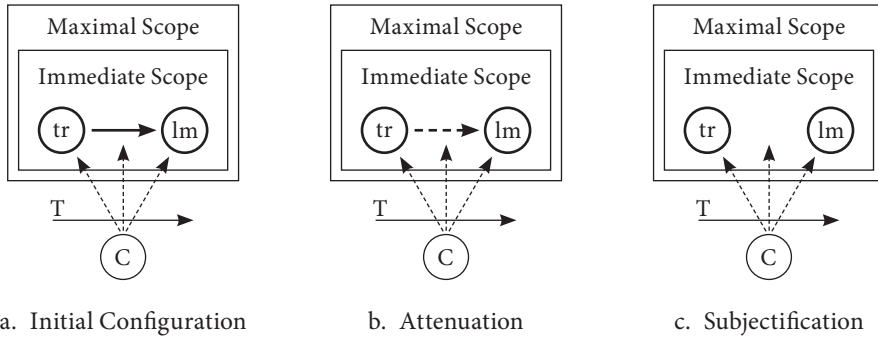 Maximal Scope
Immediate Scope
tr lm
T
C
a. Initial Configuration
Maximal Scope
Immediate Scope
tr lm
T
C
b. Attenuation
Maximal Scope
Immediate Scope
tr lm
T
C
c. Subjectification